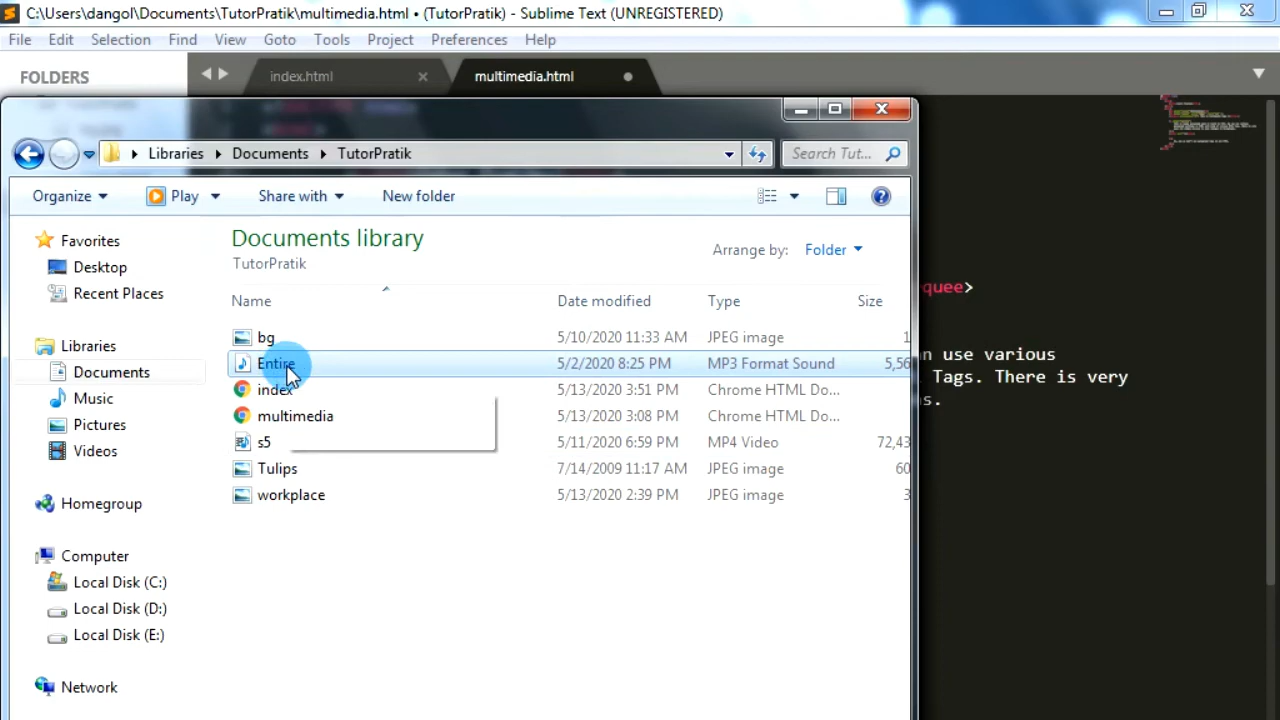 C:\Users\dangol\Documents\TutorPratik\multimedia.html • (TutorPratik) - Sublime Text (UNREGISTERED)
File Edit Selection Find View Goto Tools Project Preferences Help
FOLDERS
index.html
multimedia.html
Libraries Documents TutorPratik
Search Tut...
Organize Play Share with New folder
Documents library
TutorPratik
Arrange by: Folder
Name Date modified Type Size
bg 5/10/2020 11:33 AM JPEG image 1
Entire 5/2/2020 8:25 PM MP3 Format Sound 5,56
index 5/13/2020 3:51 PM Chrome HTML Do...
multimedia 5/13/2020 3:08 PM Chrome HTML Do...
s5 5/11/2020 6:59 PM MP4 Video 72,43
Tulips 7/14/2009 11:17 AM JPEG image 60
workplace 5/13/2020 2:39 PM JPEG image 3
Favorites
Desktop
Recent Places
Libraries
Documents
Music
Pictures
Videos
Homegroup
Computer
Local Disk (C:)
Local Disk (D:)
Local Disk (E:)
Network
quee>
n use various
Tags. There is very
s.